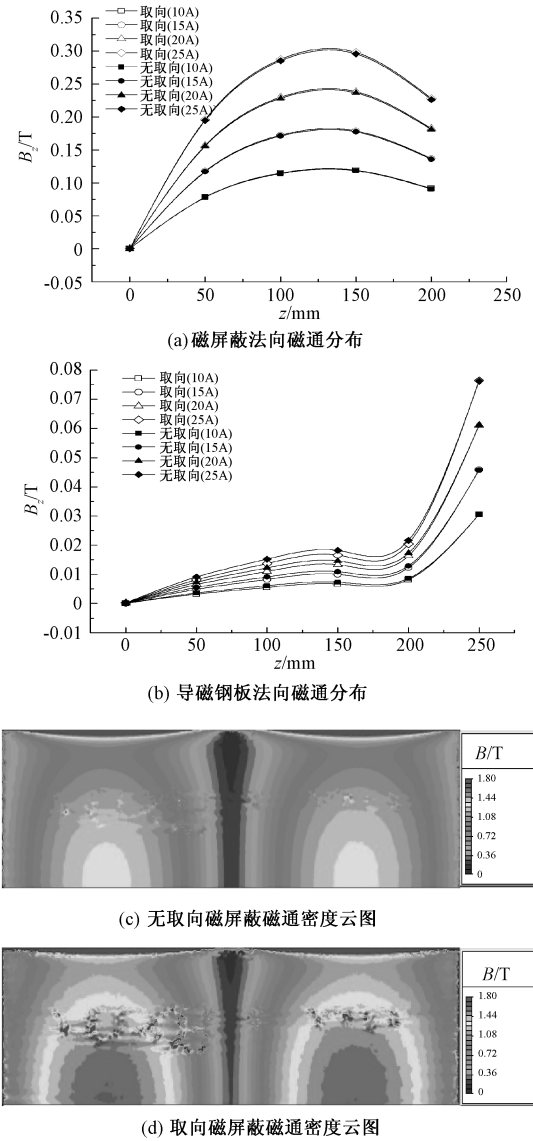 取向(10A)
取向(15A)
取向(20A)
取向(25A)
无取向(10A)
无取向(15A)
无取向(20A)
无取向(25A)
0.35
0.30
0.25
0.20
0.15
0.10
0.05
0
-0.05
Bz/T
0 50 100 150 200 250
z/mm
(a)磁屏蔽法向磁通分布
取向(10A)
取向(15A)
取向(20A)
取向(25A)
无取向(10A)
无取向(15A)
无取向(20A)
无取向(25A)
0.08
0.07
0.06
0.05
0.04
0.03
0.02
0.01
0
-0.01
Bz/T
0 50 100 150 200 250
z/mm
(b) 导磁钢板法向磁通分布
B/T
1.80
1.44
1.08
0.72
0.36
0
(c) 无取向磁屏蔽磁通密度云图
B/T
1.80
1.44
1.08
0.72
0.36
0
(d) 取向磁屏蔽磁通密度云图